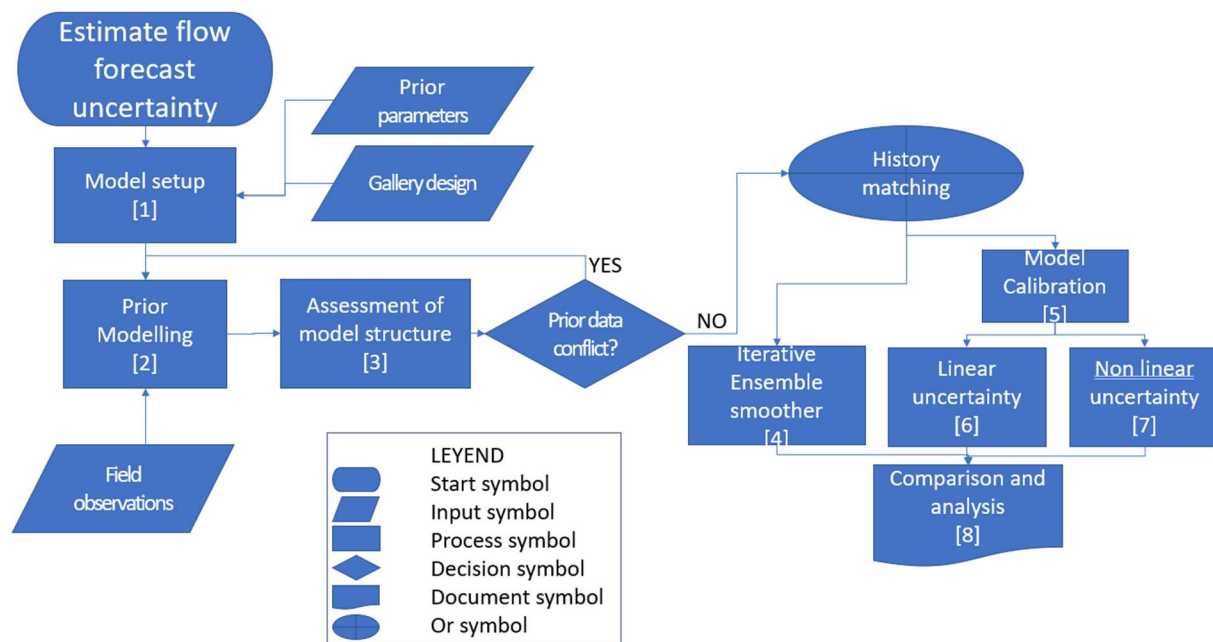 Estimate flow
forecast
uncertainty
Prior
parameters
Model setup
[1]
Gallery design
History
matching
YES
Prior
Modelling
[2]
Assessment of
model structure
[3]
Prior data
conflict?
NO
Model
Calibration
[5]
Iterative
Ensemble
smoother
[4]
Linear
uncertainty
[6]
Non linear
uncertainty
[7]
Field
observations
Comparison and
analysis
[8]
LEYEND
Start symbol
Input symbol
Process symbol
Decision symbol
Document symbol
Or symbol